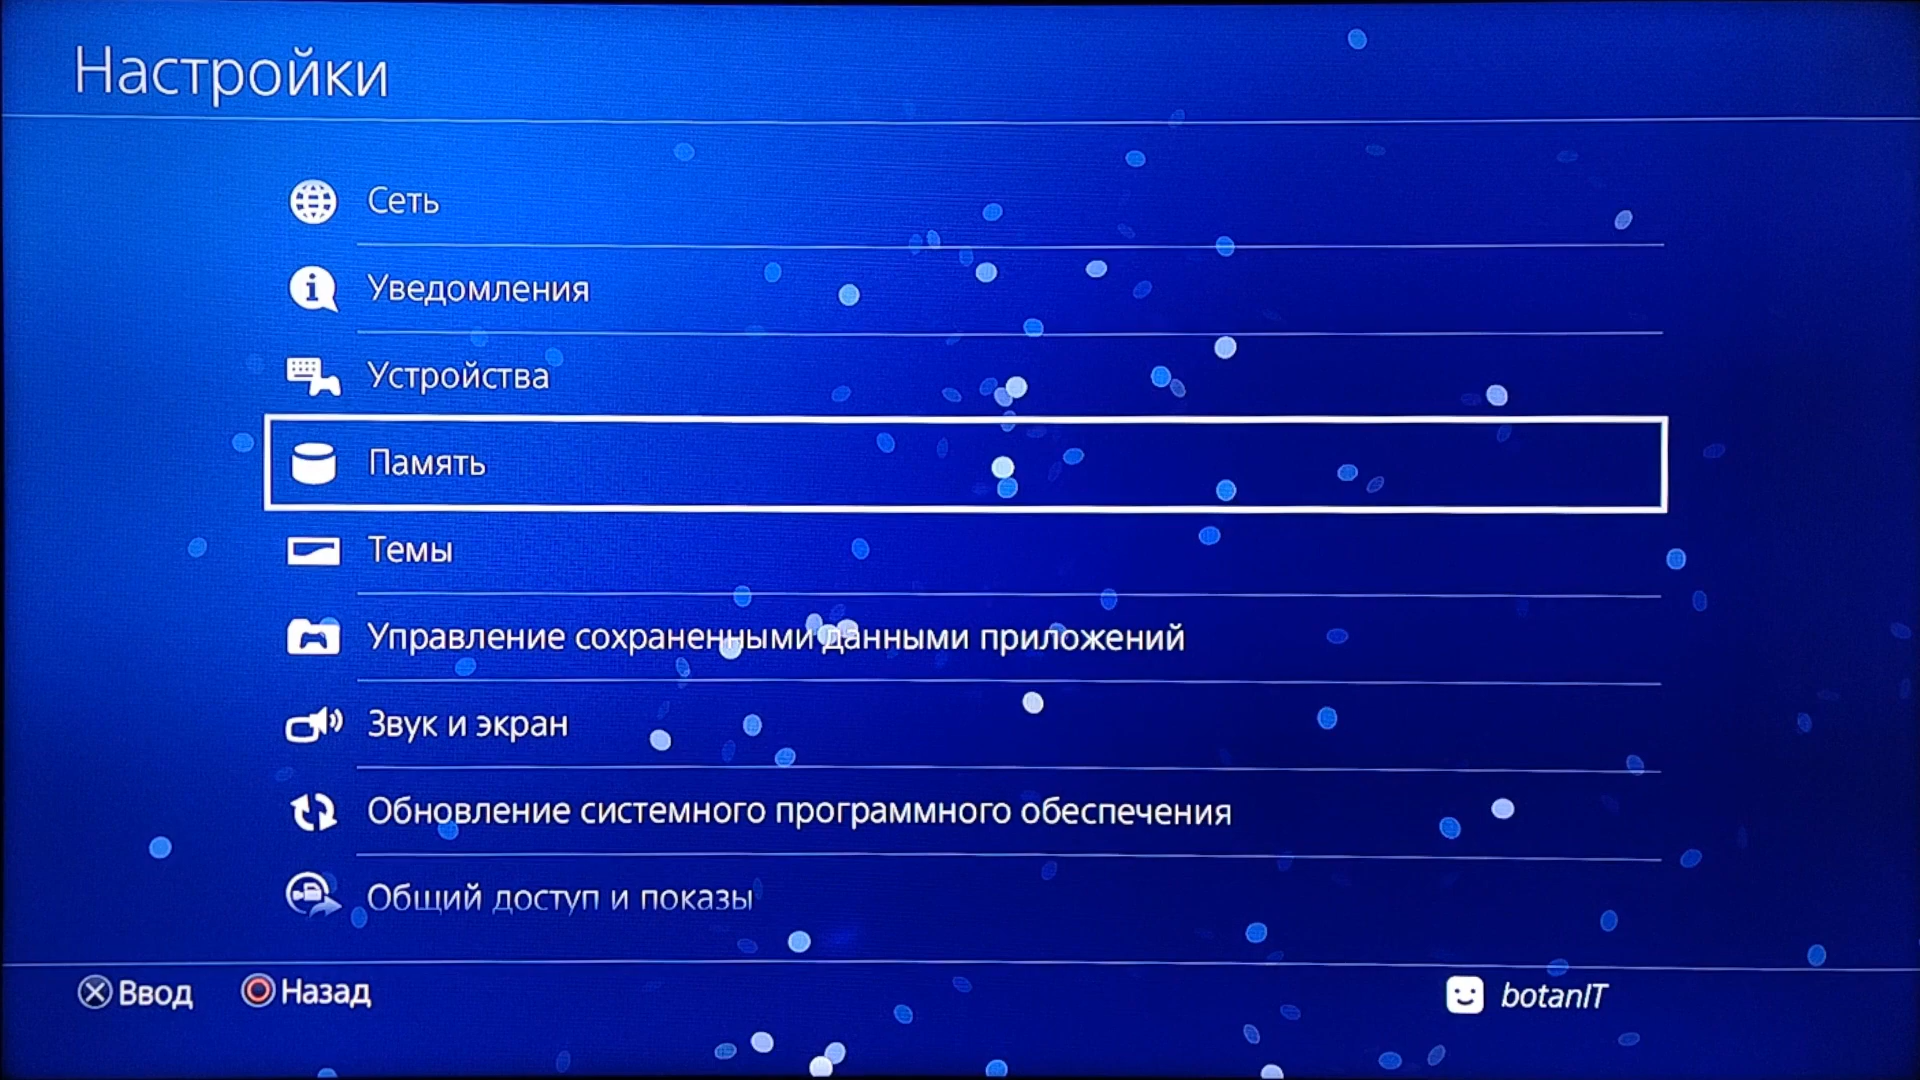 Настройки
Сеть
Уведомления
Устройства
Память
Темы
Управление сохраненными данными приложений
Звук и экран
Обновление системного программного обеспечения
Общий доступ и показы
Ввод Назад botanIT